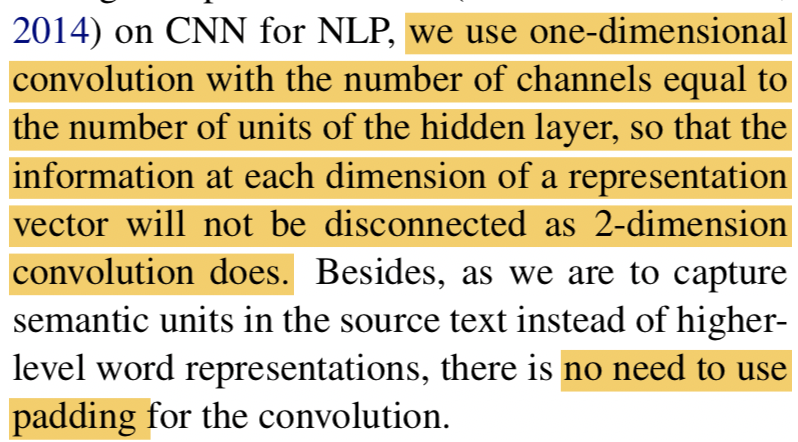 2014) on CNN for NLP, we use one-dimensional
convolution with the number of channels equal to
the number of units of the hidden layer, so that the
information at each dimension of a representation
vector will not be disconnected as 2-dimension
convolution does. Besides, as we are to capture
semantic units in the source text instead of higher-
level word representations, there is no need to use
padding for the convolution.